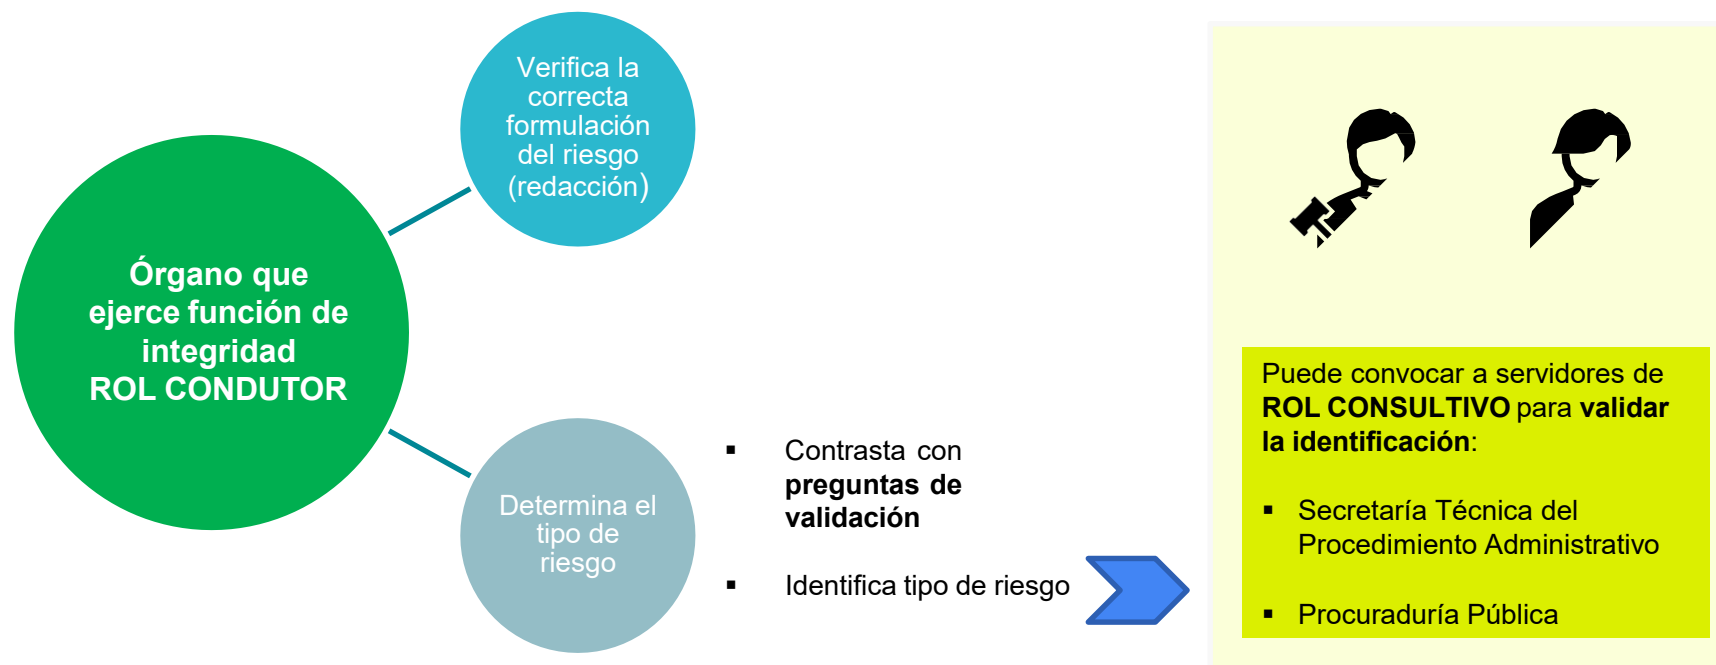 Verifica la
correcta
formulación
del riesgo
(redacción)
Órgano que
ejerce función de
integridad
ROL CONDUTOR
Determina el
tipo de
riesgo
▪ Contrasta con
preguntas de
validación
▪ Identifica tipo de riesgo
Puede convocar a servidores de
ROL CONSULTIVO para validar
la identificación:
▪ Secretaría Técnica del
Procedimiento Administrativo
▪ Procuraduría Pública